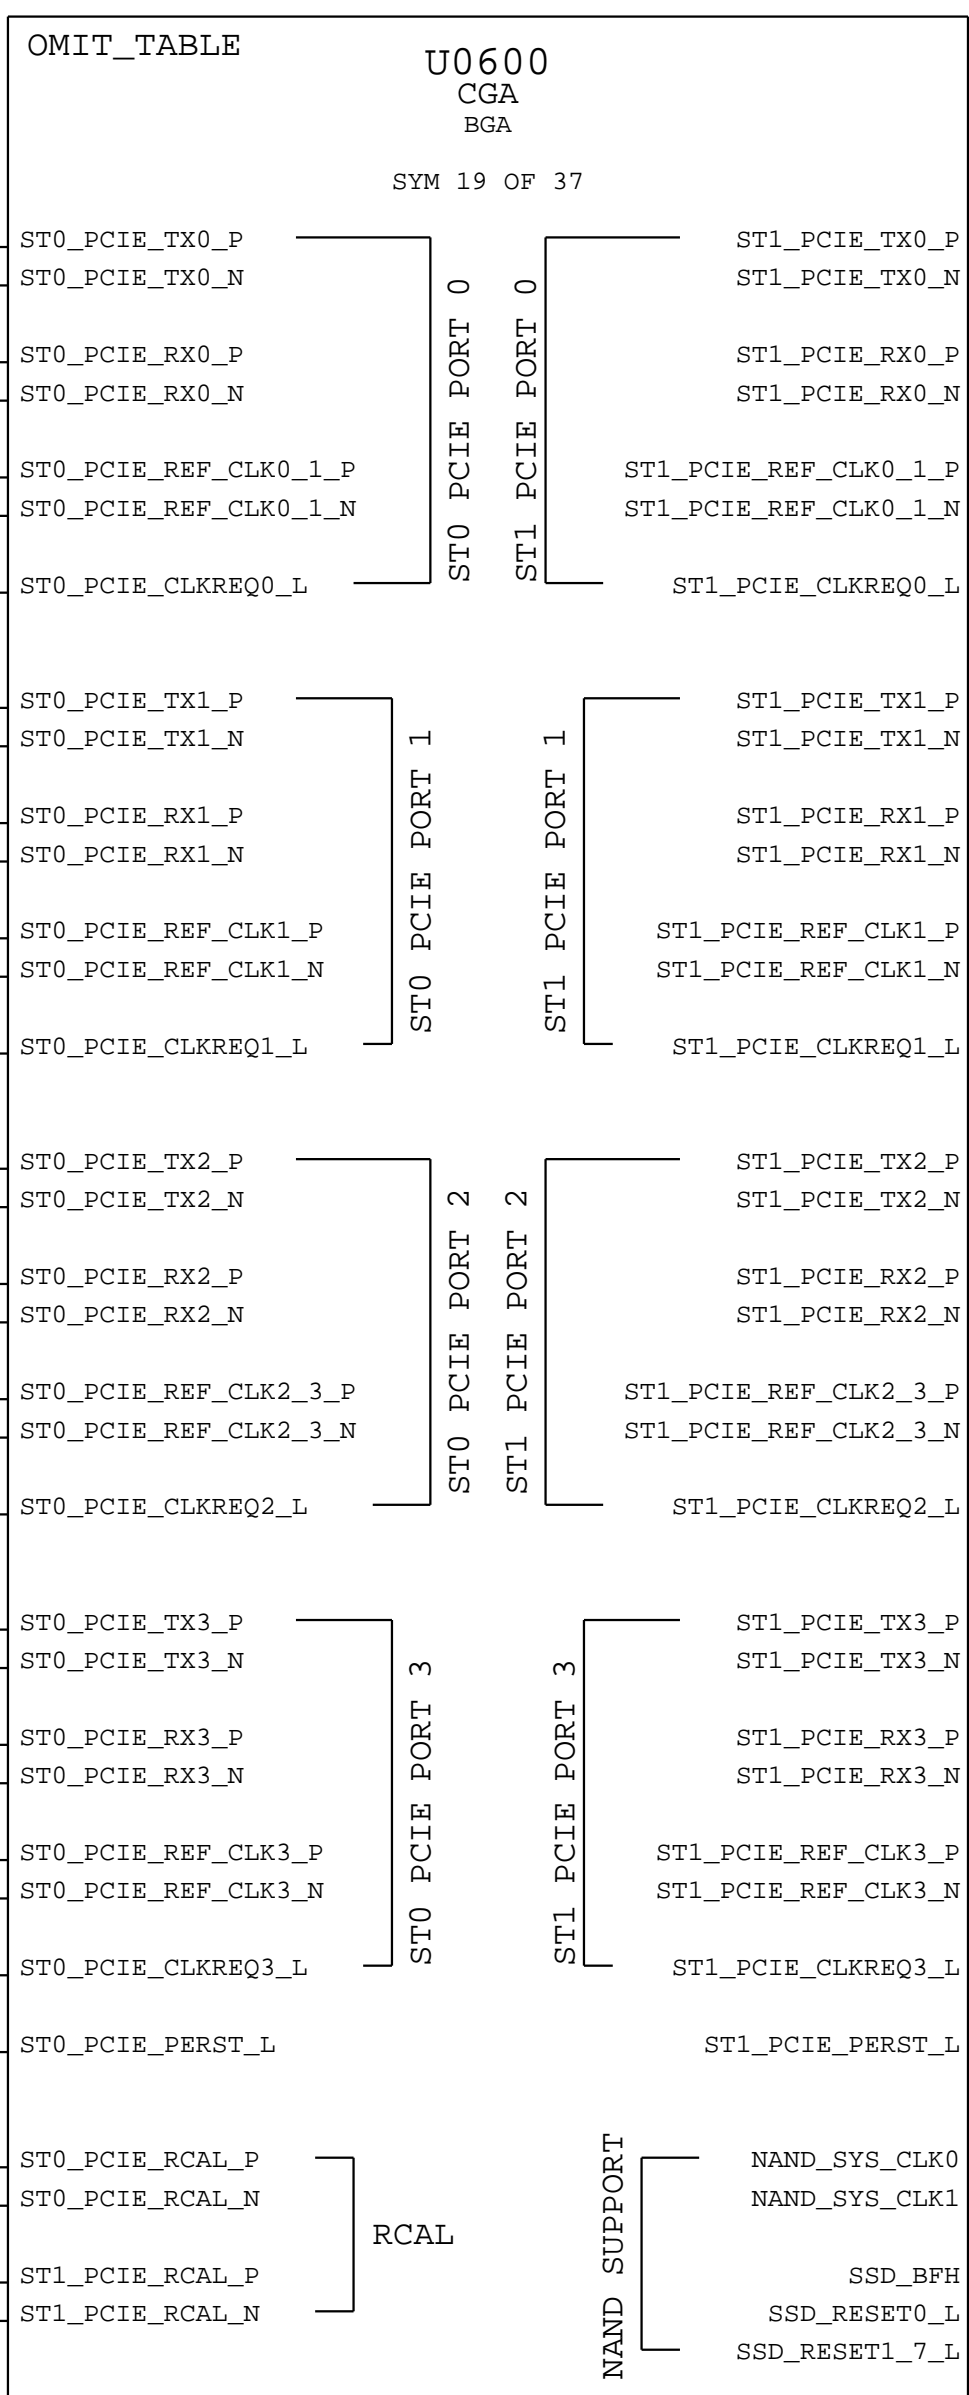 OMIT_TABLE
U0600
CGA
BGA
SYM 19 OF 37
ST0_PCIE_TX0_P
ST0_PCIE_TX0_N
ST0_PCIE_RX0_P
ST0_PCIE_RX0_N
ST0_PCIE_REF_CLK0_1_P
ST0_PCIE_REF_CLK0_1_N
ST0_PCIE_CLKREQ0_L
ST0 PCIE PORT 0
ST1 PCIE PORT 0
ST1_PCIE_TX0_P
ST1_PCIE_TX0_N
ST1_PCIE_RX0_P
ST1_PCIE_RX0_N
ST1_PCIE_REF_CLK0_1_P
ST1_PCIE_REF_CLK0_1_N
ST1_PCIE_CLKREQ0_L
ST0_PCIE_TX1_P
ST0_PCIE_TX1_N
ST0_PCIE_RX1_P
ST0_PCIE_RX1_N
ST0_PCIE_REF_CLK1_P
ST0_PCIE_REF_CLK1_N
ST0_PCIE_CLKREQ1_L
ST0 PCIE PORT 1
ST1 PCIE PORT 1
ST1_PCIE_TX1_P
ST1_PCIE_TX1_N
ST1_PCIE_RX1_P
ST1_PCIE_RX1_N
ST1_PCIE_REF_CLK1_P
ST1_PCIE_REF_CLK1_N
ST1_PCIE_CLKREQ1_L
ST0_PCIE_TX2_P
ST0_PCIE_TX2_N
ST0_PCIE_RX2_P
ST0_PCIE_RX2_N
ST0_PCIE_REF_CLK2_3_P
ST0_PCIE_REF_CLK2_3_N
ST0_PCIE_CLKREQ2_L
ST0 PCIE PORT 2
ST1 PCIE PORT 2
ST1_PCIE_TX2_P
ST1_PCIE_TX2_N
ST1_PCIE_RX2_P
ST1_PCIE_RX2_N
ST1_PCIE_REF_CLK2_3_P
ST1_PCIE_REF_CLK2_3_N
ST1_PCIE_CLKREQ2_L
ST0_PCIE_TX3_P
ST0_PCIE_TX3_N
ST0_PCIE_RX3_P
ST0_PCIE_RX3_N
ST0_PCIE_REF_CLK3_P
ST0_PCIE_REF_CLK3_N
ST0_PCIE_CLKREQ3_L
ST0 PCIE PORT 3
ST1 PCIE PORT 3
ST1_PCIE_TX3_P
ST1_PCIE_TX3_N
ST1_PCIE_RX3_P
ST1_PCIE_RX3_N
ST1_PCIE_REF_CLK3_P
ST1_PCIE_REF_CLK3_N
ST1_PCIE_CLKREQ3_L
ST0_PCIE_PERST_L
ST1_PCIE_PERST_L
ST0_PCIE_RCAL_P
ST0_PCIE_RCAL_N
ST1_PCIE_RCAL_P
ST1_PCIE_RCAL_N
RCAL
NAND SUPPORT
NAND_SYS_CLK0
NAND_SYS_CLK1
SSD_BFH
SSD_RESET0_L
SSD_RESET1_7_L